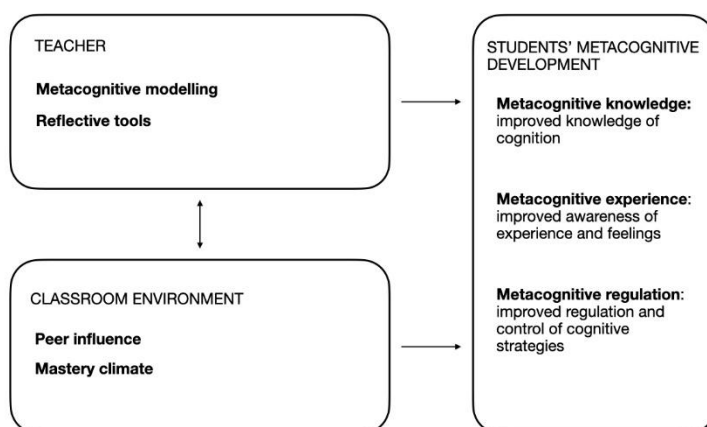 TEACHER
Metacognitive modelling
Reflective tools
CLASSROOM ENVIRONMENT
Peer influence
Mastery climate
STUDENTS’ METACOGNITIVE
DEVELOPMENT
Metacognitive knowledge:
improved knowledge of
cognition
Metacognitive experience:
improved awareness of
experience and feelings
Metacognitive regulation:
improved regulation and
control of cognitive
strategies